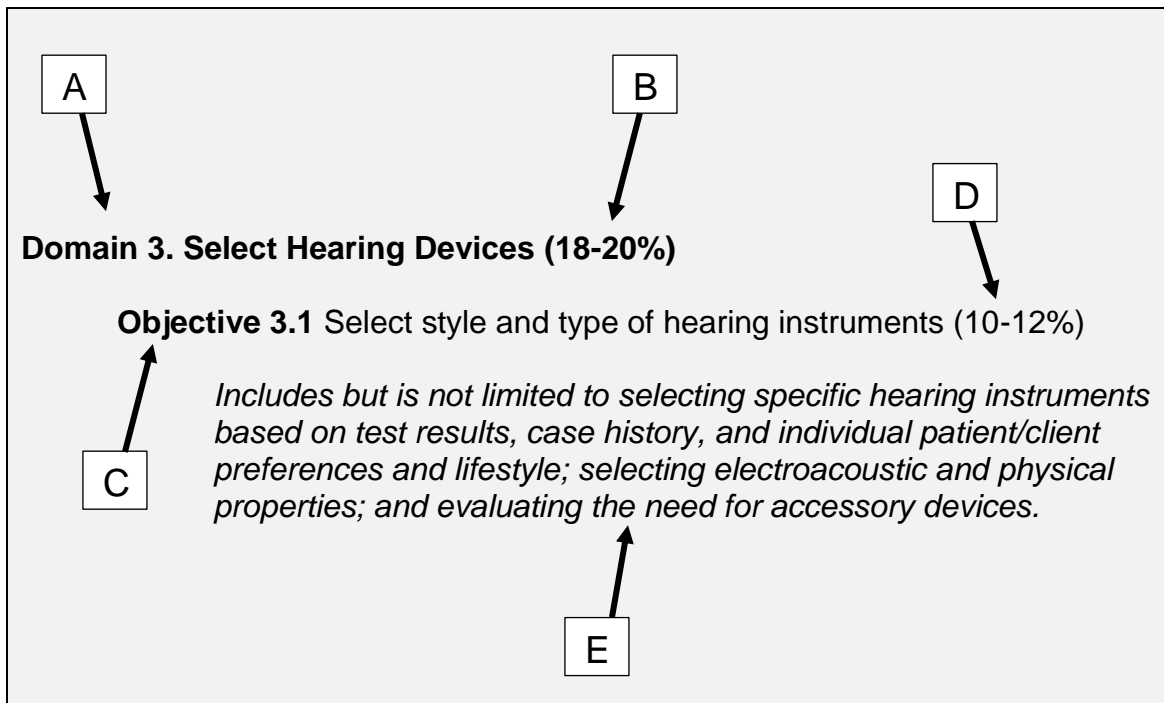 A
B
D
Domain 3. Select Hearing Devices (18-20%)
Objective 3.1 Select style and type of hearing instruments (10-12%)
Includes but is not limited to selecting specific hearing instruments
based on test results, case history, and individual patient/client
preferences and lifestyle; selecting electroacoustic and physical
properties; and evaluating the need for accessory devices.
C
E